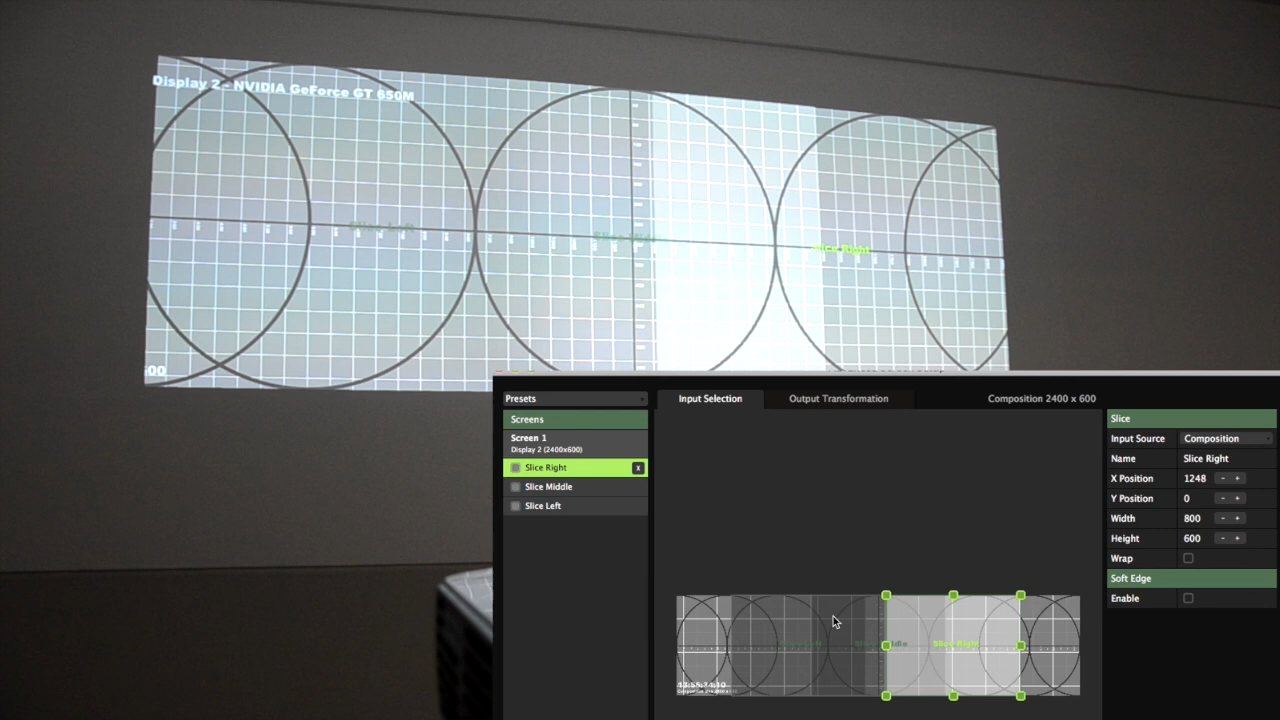 Display 2 - NVIDIA GeForce GT 650M
Slice Left
Slice Right
00
Presets
Input Selection
Output Transformation
Composition 2400 x 600
Screens
Screen 1
Display 2 (2400x600)
Slice Right
x
Slice Middle
Slice Left
Slice
Input Source
Composition
Name
Slice Right
X Position
1248
- +
Y Position
0
- +
Width
800
- +
Height
600
- +
Wrap
Soft Edge
Enable
Slice Right